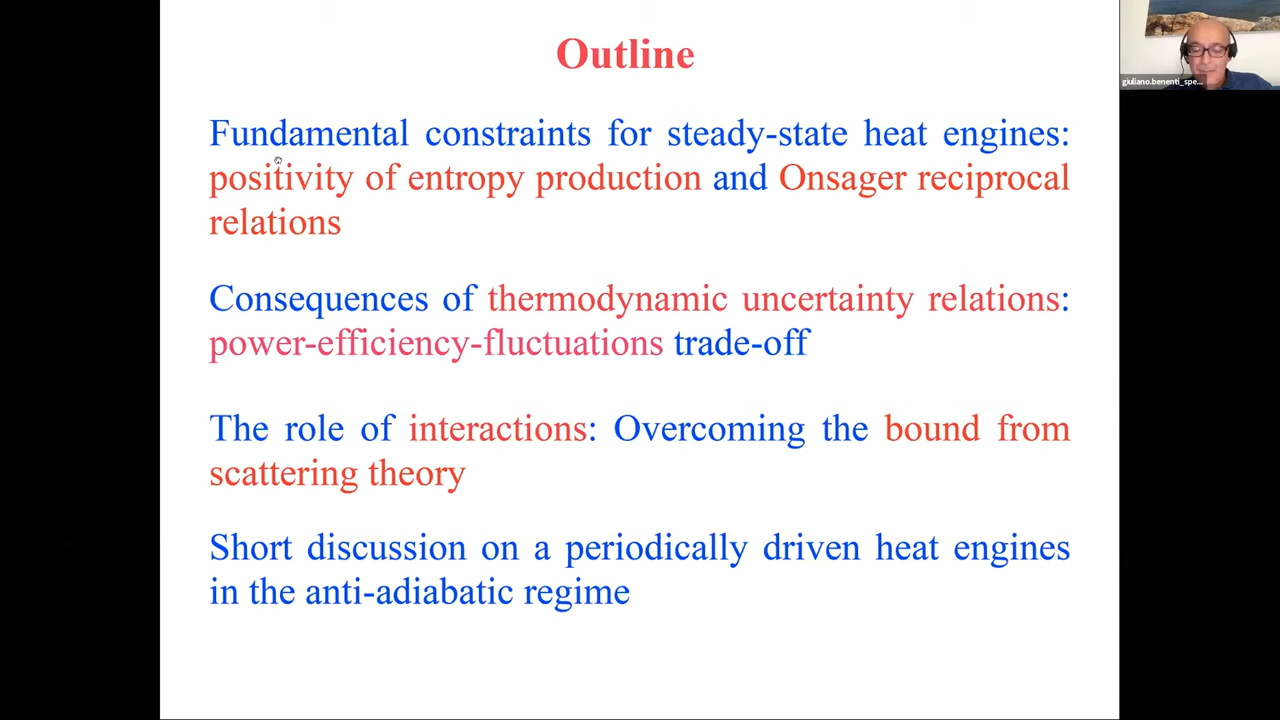 Outline
Fundamental constraints for steady-state heat engines:
positivity of entropy production and Onsager reciprocal
relations
Consequences of thermodynamic uncertainty relations:
power-efficiency-fluctuations trade-off
The role of interactions: Overcoming the bound from
scattering theory
Short discussion on a periodically driven heat engines
in the anti-adiabatic regime
giuliano.benenti_spe...